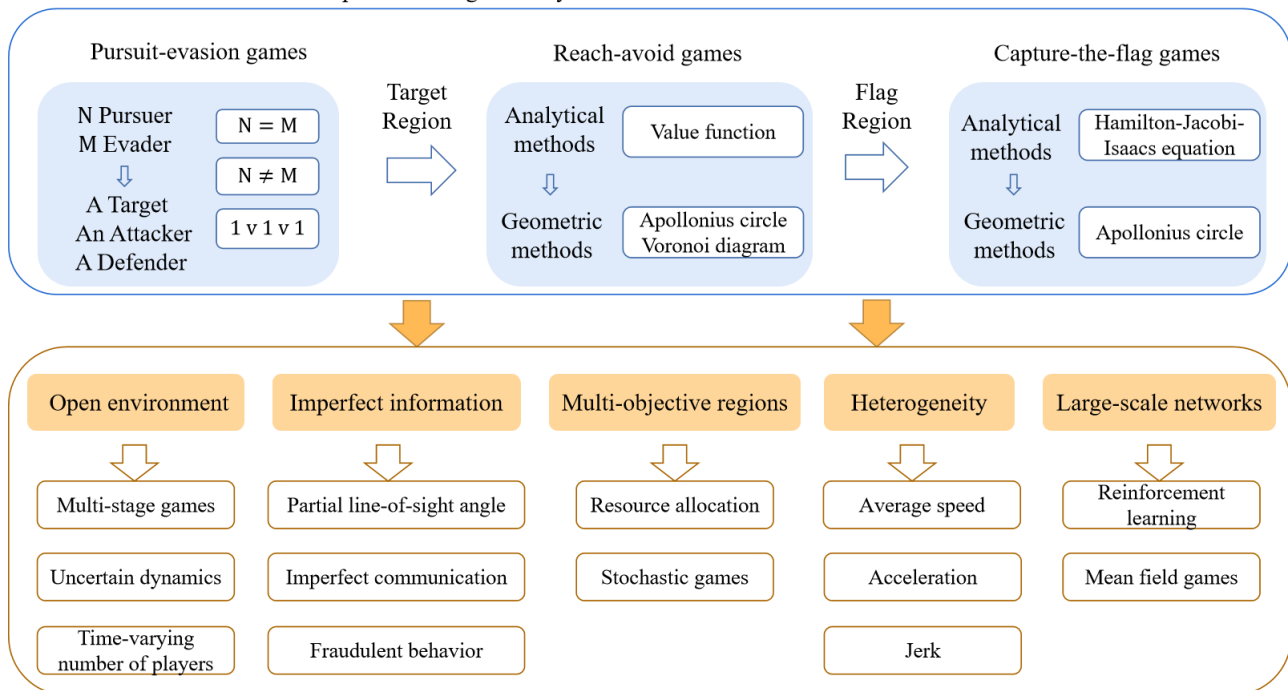 Pursuit-evasion games
Reach-avoid games
Capture-the-flag games
N Pursuer
M Evader
A Target
An Attacker
A Defender
N = M
N ≠ M
1 v 1 v 1
Target
Region
Analytical
methods
Value function
Geometric
methods
Apollonius circle
Voronoi diagram
Flag
Region
Analytical
methods
Hamilton-Jacobi-
Isaacs equation
Geometric
methods
Apollonius circle
Open environment
Imperfect information
Multi-objective regions
Heterogeneity
Large-scale networks
Multi-stage games
Uncertain dynamics
Time-varying
number of players
Partial line-of-sight angle
Imperfect communication
Fraudulent behavior
Resource allocation
Stochastic games
Average speed
Acceleration
Jerk
Reinforcement
learning
Mean field games